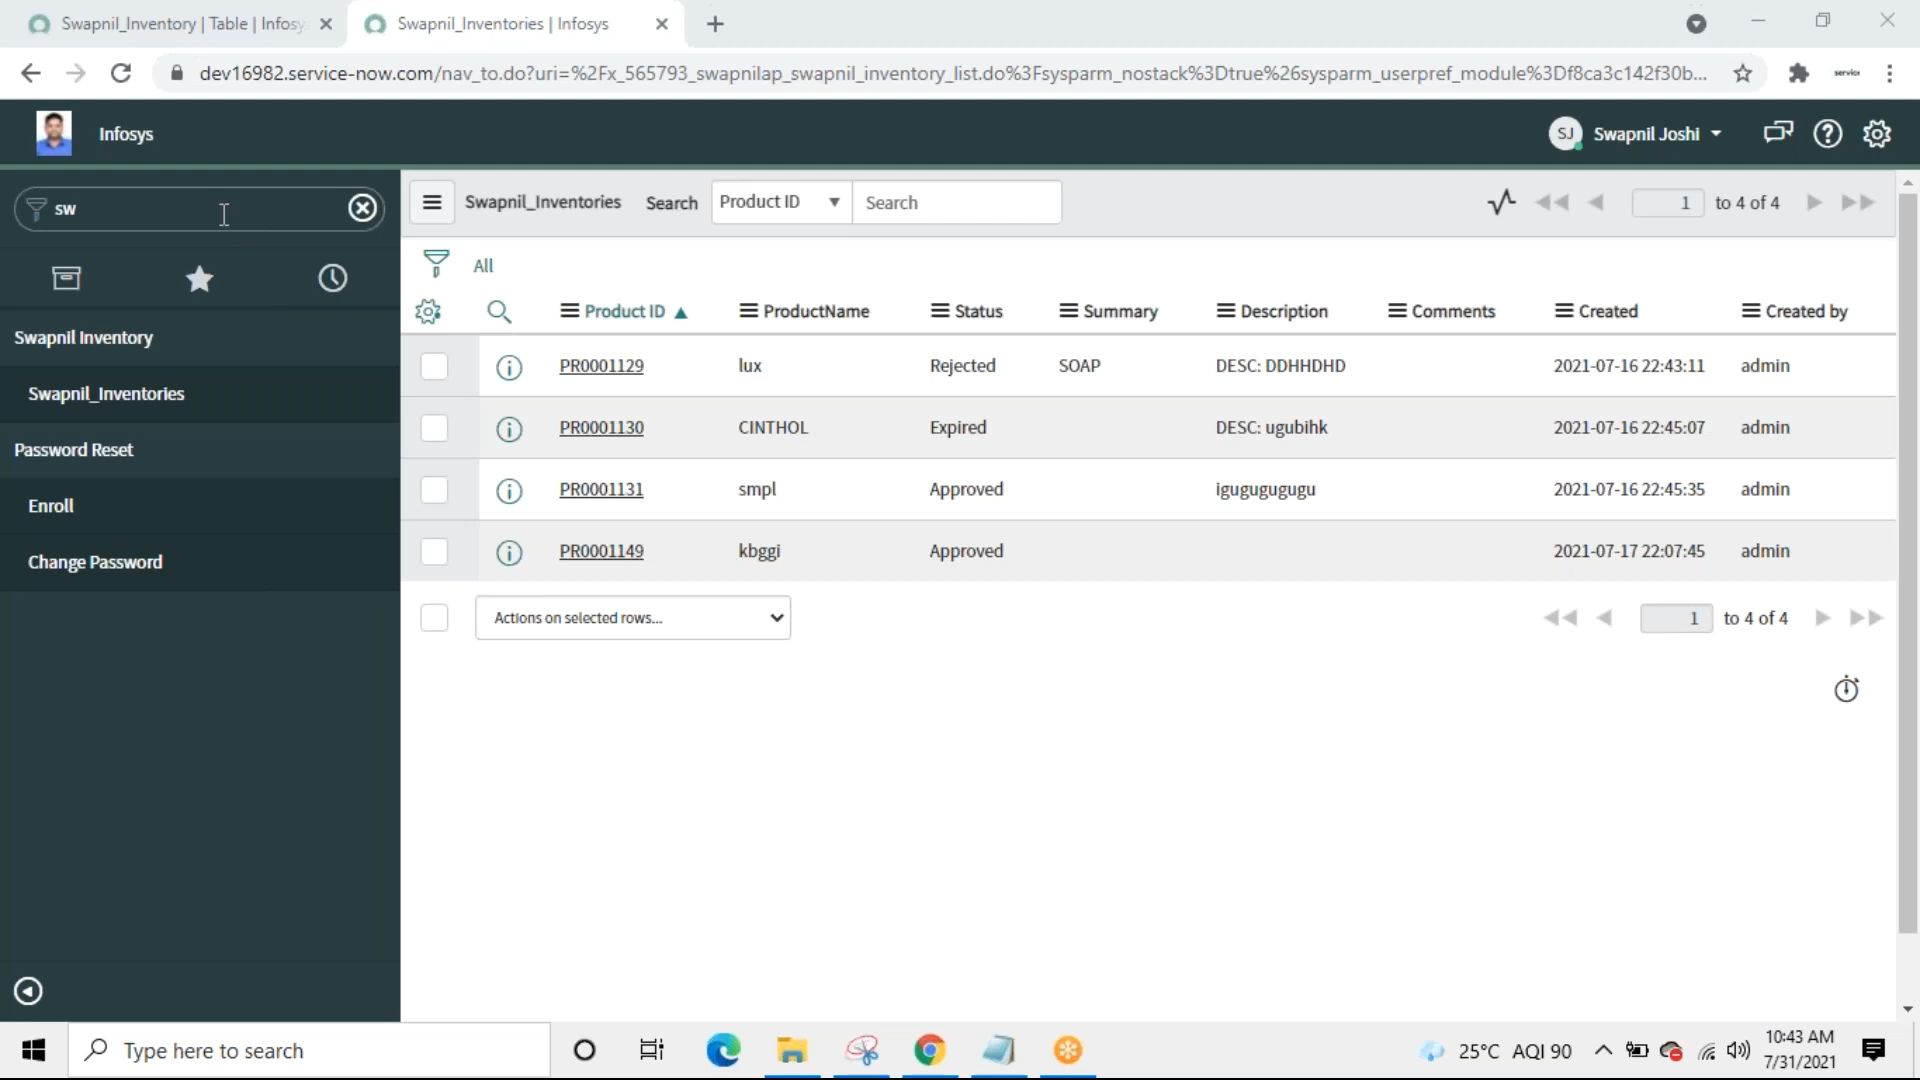 Swapnil_Inventory | Table | Infosy
Swapnil_Inventories | Infosys
dev16982.service-now.com/nav_to.do?uri=%2Fx_565793_swapnilap_swapnil_inventory_list.do%3Fsysparm_nostack%3Dtrue%26sysparm_userpref_module%3Df8ca3c142f30b...
service
Infosys
SJ Swapnil Joshi
sw
Swapnil_Inventories Search Product ID Search 1 to 4 of 4
All
Product ID ProductName Status Summary Description Comments Created Created by
PR0001129 lux Rejected SOAP DESC: DDHHDHD 2021-07-16 22:43:11 admin
PR0001130 CINTHOL Expired DESC: ugubihk 2021-07-16 22:45:07 admin
PR0001131 smpl Approved igugugugugu 2021-07-16 22:45:35 admin
PR0001149 kbggi Approved 2021-07-17 22:07:45 admin
Actions on selected rows... 1 to 4 of 4
Swapnil Inventory
Swapnil_Inventories
Password Reset
Enroll
Change Password
Type here to search
25°C AQI 90
10:43 AM
7/31/2021